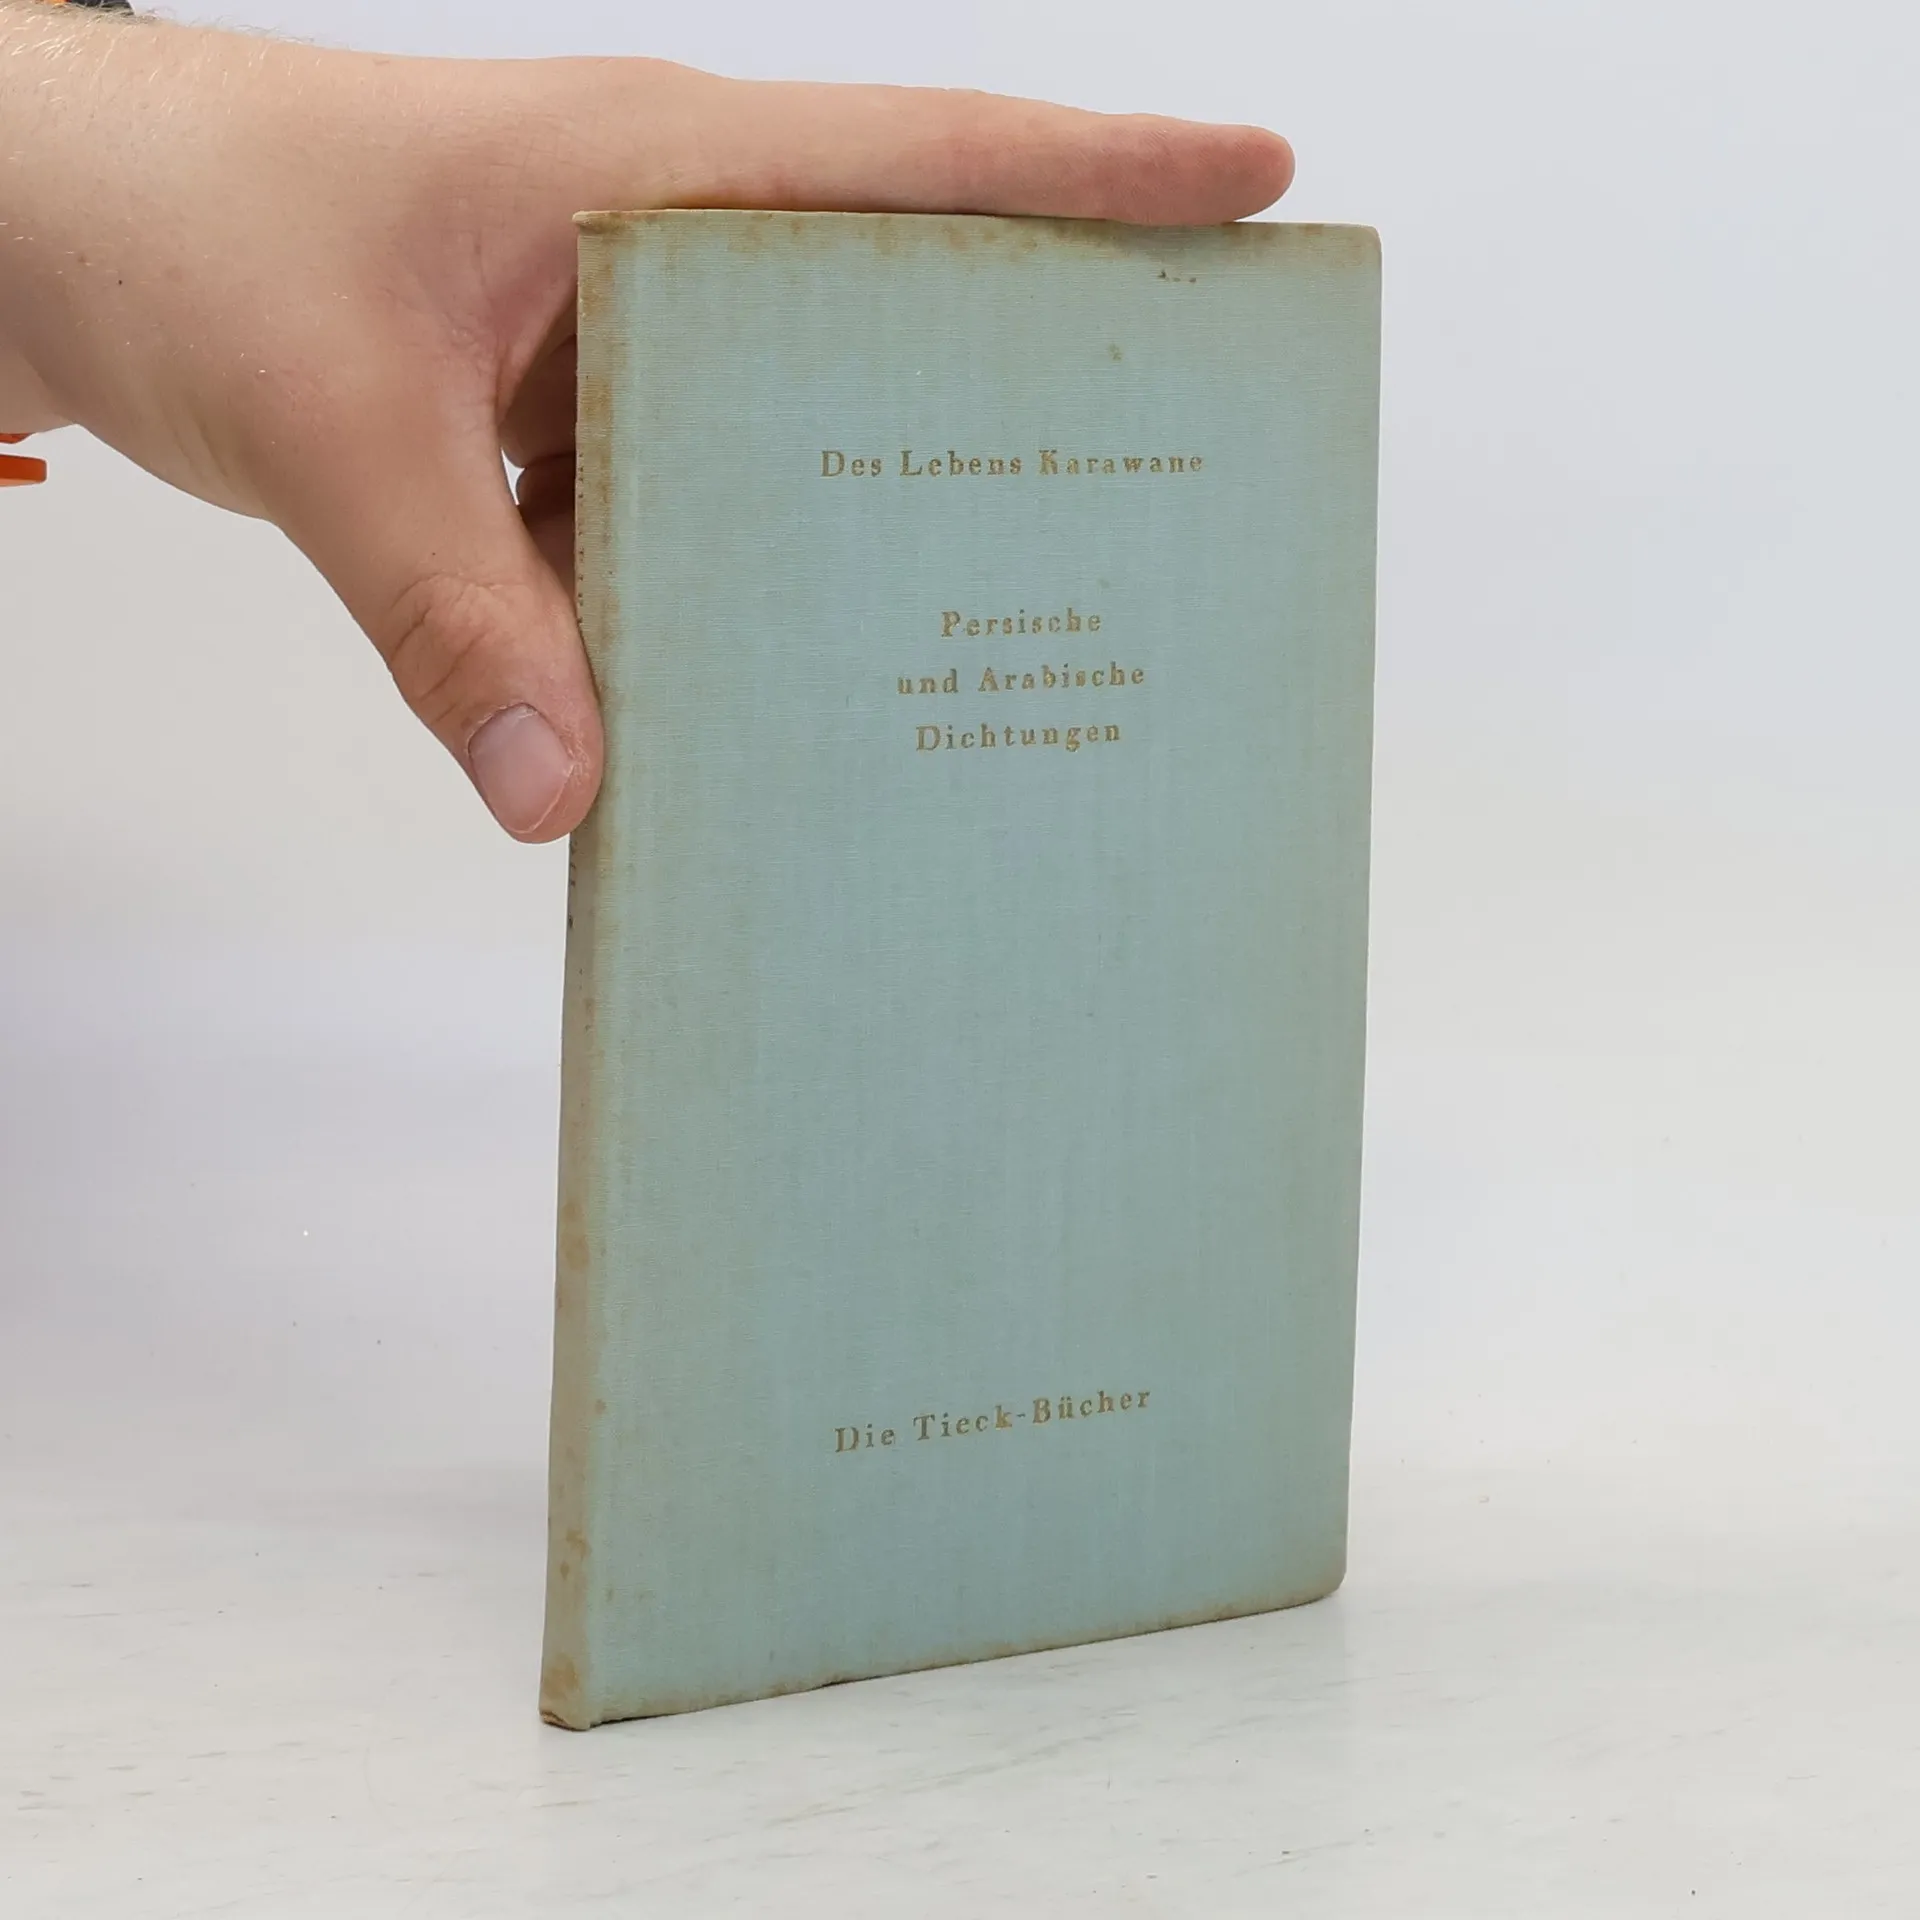 Des Lebens Karawane
Persische
und Arabische
Dichtungen
Die Tieck-Bücher